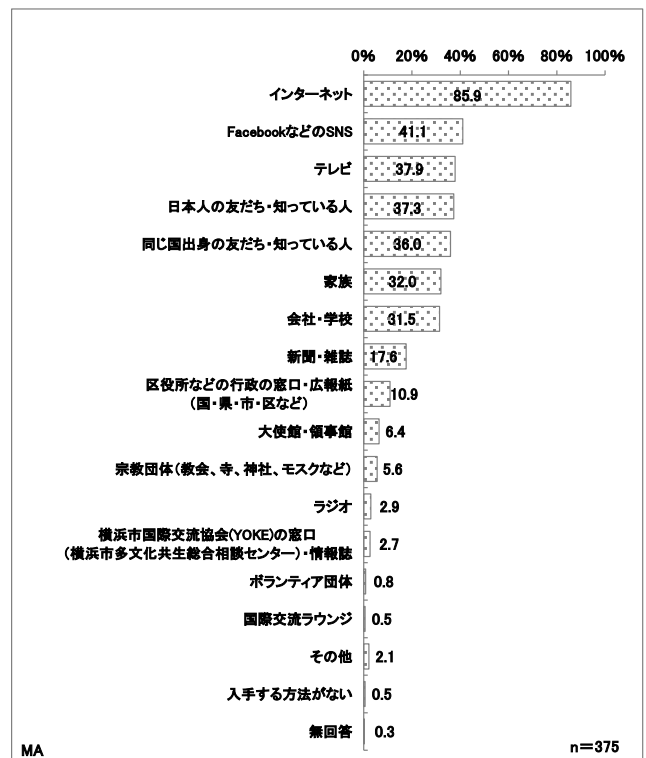 0% 20% 40% 60% 80% 100%
インターネット 85.9
FacebookなどのSNS 41.1
テレビ 37.9
日本人の友だち・知っている人 37.3
同じ国出身の友だち・知っている人 36.0
家族 32.0
会社・学校 31.5
新聞・雑誌 17.6
区役所などの行政の窓口・広報紙
(国・県・市・区など) 10.9
大使館・領事館 6.4
宗教団体(教会、寺、神社、モスクなど) 5.6
ラジオ 2.9
横浜市国際交流協会(YOKE)の窓口
(横浜市多文化共生総合相談センター)・情報誌 2.7
ボランティア団体 0.8
国際交流ラウンジ 0.5
その他 2.1
入手する方法がない 0.5
無回答 0.3
MA n=375